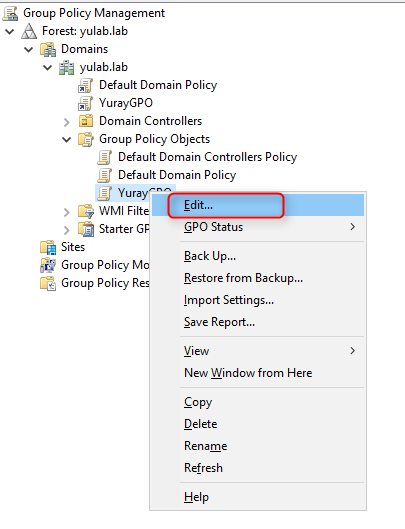 Group Policy Management
Forest: yulab.lab
Domains
yulab.lab
Default Domain Policy
YurayGPO
Domain Controllers
Group Policy Objects
Default Domain Controllers Policy
Default Domain Policy
YurayGPO
WMI Filte
Starter GP
Sites
Group Policy Mo
Group Policy Res
Edit...
GPO Status
Back Up...
Restore from Backup...
Import Settings...
Save Report...
View
New Window from Here
Copy
Delete
Rename
Refresh
Help